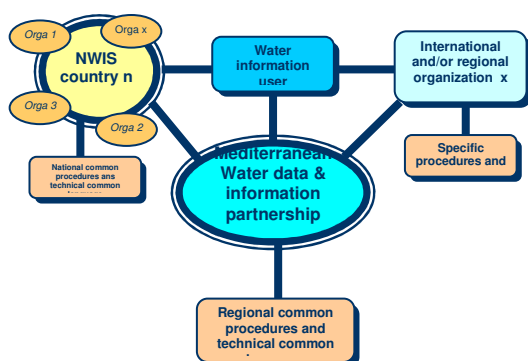 Orga 1
Orga x
NWIS
country n
Orga 3
Orga 2
National common
procedures ans
technical common
Water
information
user
International
and/or regional
organization x
Specific
procedures and
Mediterranean
Water data &
information
partnership
Regional common
procedures and
technical common